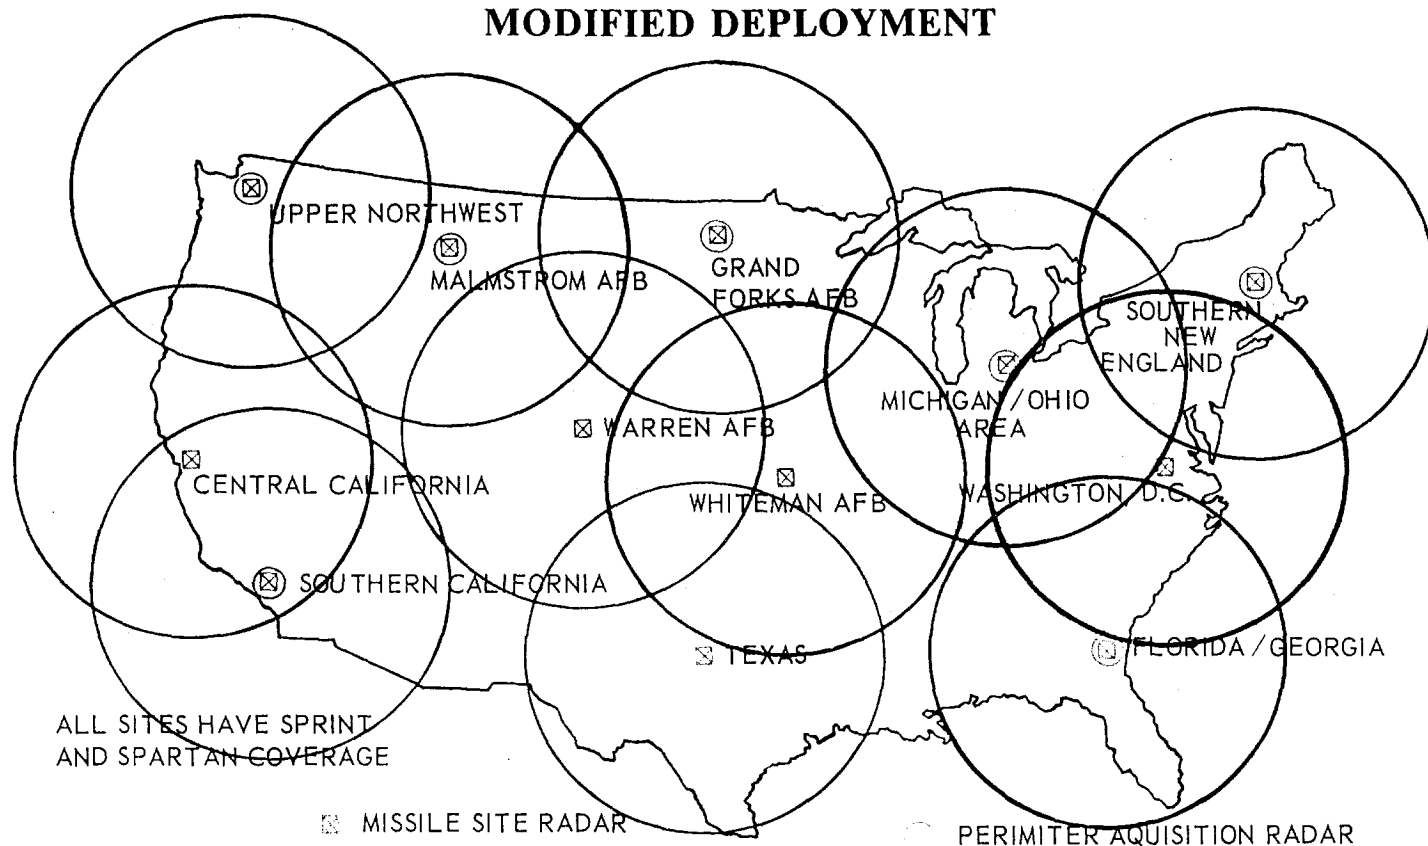 MODIFIED DEPLOYMENT
UPPER NORTHWEST
MALMSTROM AFB
GRAND
FORKS AFB
SOUTHERN
NEW
ENGLAND
MICHIGAN/OHIO
AREA
WARREN AFB
CENTRAL CALIFORNIA
WHITEMAN AFB
WASHINGTON, D.C.
SOUTHERN CALIFORNIA
TEXAS
FLORIDA/GEORGIA
ALL SITES HAVE SPRINT
AND SPARTAN COVERAGE
MISSILE SITE RADAR
PERIMITER AQUISITION RADAR